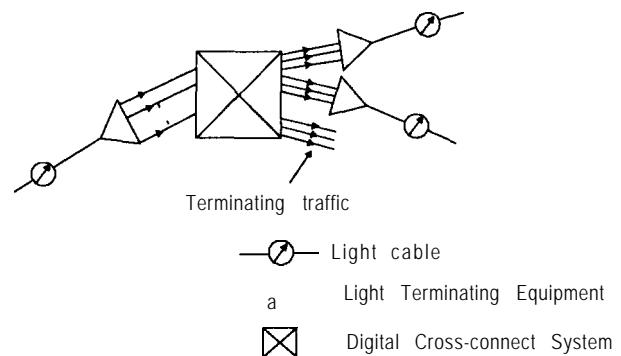 Terminating traffic
Light cable
a Light Terminating Equipment
Digital Cross-connect System